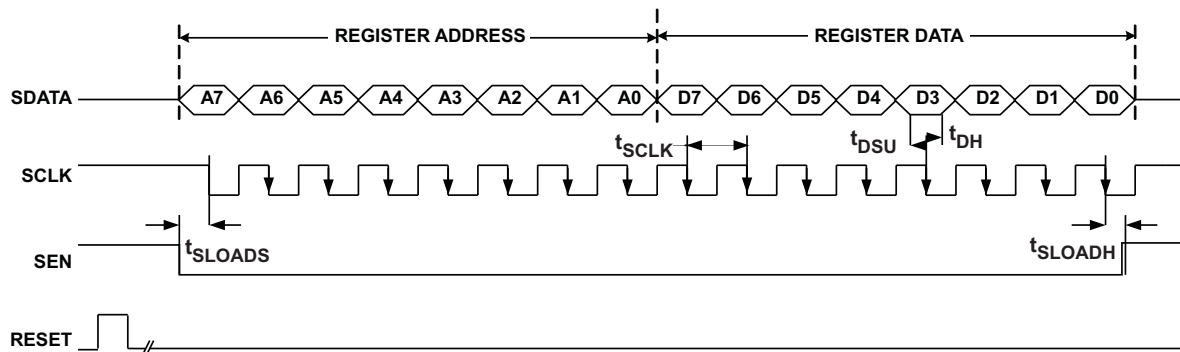 REGISTER ADDRESS REGISTER DATA
SDATA A7 A6 A5 A4 A3 A2 A1 A0 D7 D6 D5 D4 D3 D2 D1 D0
tSCLK tDSU tDH
SCLK
tSLOADS tSLOADH
SEN
RESET